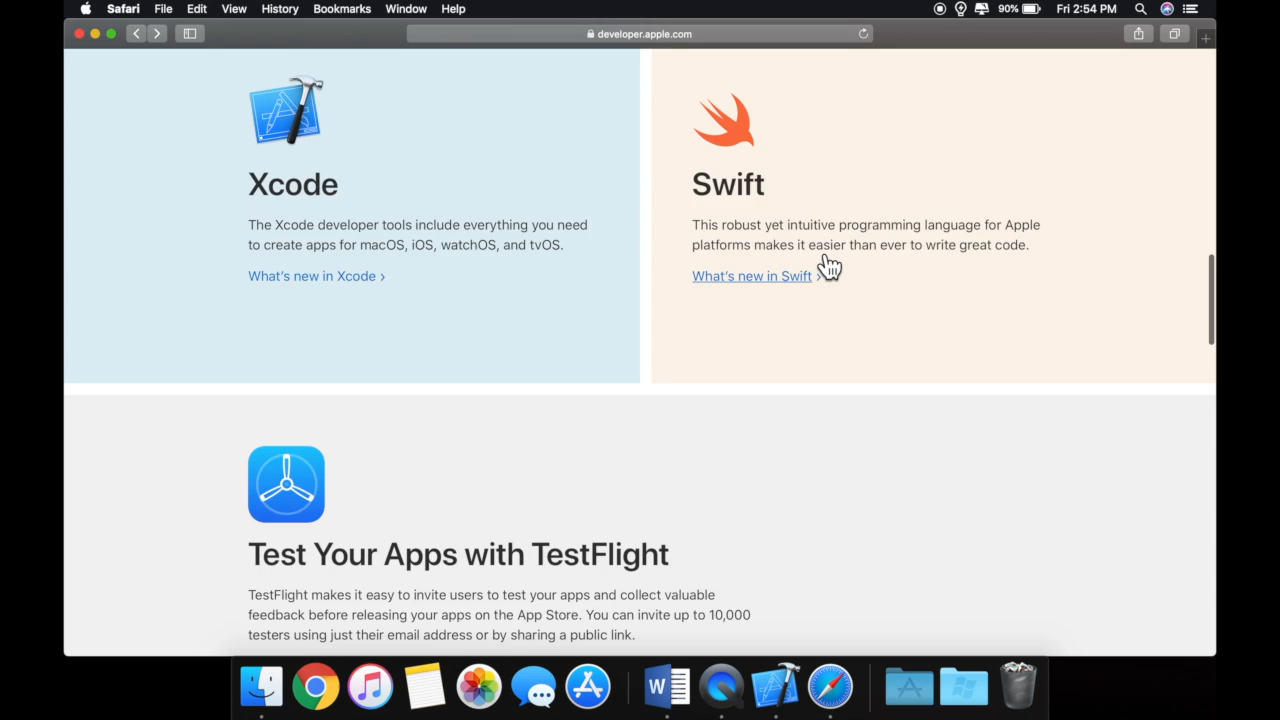 Safari File Edit View History Bookmarks Window Help 90% Fri 2:54 PM
developer.apple.com
Xcode
The Xcode developer tools include everything you need
to create apps for macOS, iOS, watchOS, and tvOS.
What's new in Xcode ›
Swift
This robust yet intuitive programming language for Apple
platforms makes it easier than ever to write great code.
What's new in Swift ›
Test Your Apps with TestFlight
TestFlight makes it easy to invite users to test your apps and collect valuable
feedback before releasing your apps on the App Store. You can invite up to 10,000
testers using just their email address or by sharing a public link.
W